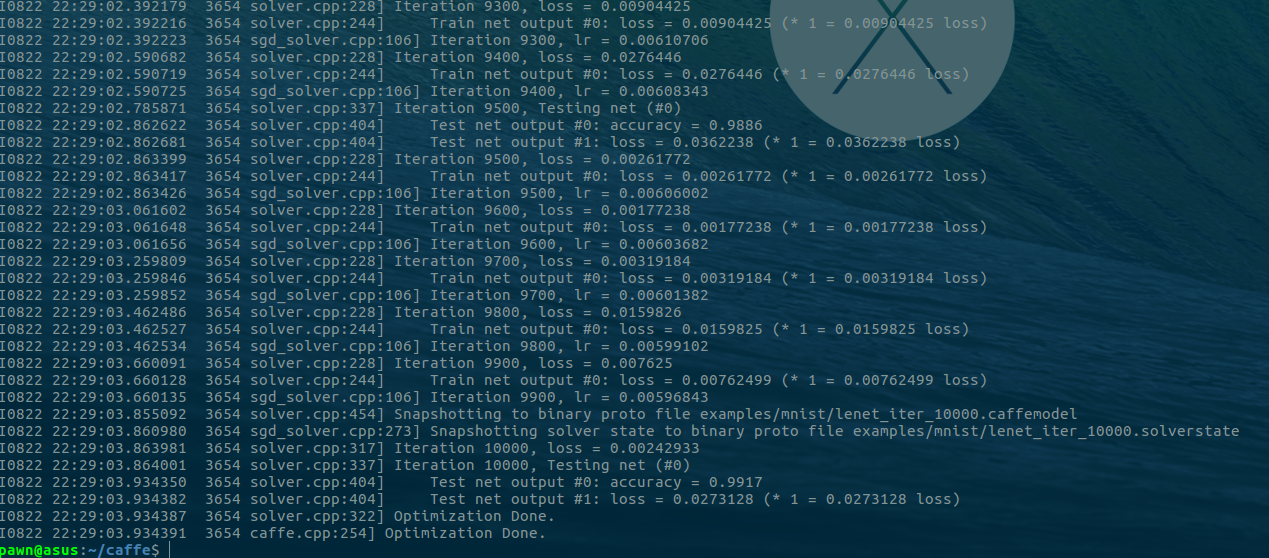 I0822 22:29:02.392179  3654 solver.cpp:228] Iteration 9300, loss = 0.00904425
I0822 22:29:02.392216  3654 solver.cpp:244]     Train net output #0: loss = 0.00904425 (* 1 = 0.00904425 loss)
I0822 22:29:02.392223  3654 sgd_solver.cpp:106] Iteration 9300, lr = 0.00610706
I0822 22:29:02.590682  3654 solver.cpp:228] Iteration 9400, loss = 0.0276446
I0822 22:29:02.590719  3654 solver.cpp:244]     Train net output #0: loss = 0.0276446 (* 1 = 0.0276446 loss)
I0822 22:29:02.590725  3654 sgd_solver.cpp:106] Iteration 9400, lr = 0.00608343
I0822 22:29:02.785871  3654 solver.cpp:337] Iteration 9500, Testing net (#0)
I0822 22:29:02.862622  3654 solver.cpp:404]     Test net output #0: accuracy = 0.9886
I0822 22:29:02.862681  3654 solver.cpp:404]     Test net output #1: loss = 0.0362238 (* 1 = 0.0362238 loss)
I0822 22:29:02.863399  3654 solver.cpp:228] Iteration 9500, loss = 0.00261772
I0822 22:29:02.863417  3654 solver.cpp:244]     Train net output #0: loss = 0.00261772 (* 1 = 0.00261772 loss)
I0822 22:29:02.863426  3654 sgd_solver.cpp:106] Iteration 9500, lr = 0.00606002
I0822 22:29:03.061602  3654 solver.cpp:228] Iteration 9600, loss = 0.00177238
I0822 22:29:03.061648  3654 solver.cpp:244]     Train net output #0: loss = 0.00177238 (* 1 = 0.00177238 loss)
I0822 22:29:03.061656  3654 sgd_solver.cpp:106] Iteration 9600, lr = 0.00603682
I0822 22:29:03.259809  3654 solver.cpp:228] Iteration 9700, loss = 0.00319184
I0822 22:29:03.259846  3654 solver.cpp:244]     Train net output #0: loss = 0.00319184 (* 1 = 0.00319184 loss)
I0822 22:29:03.259852  3654 sgd_solver.cpp:106] Iteration 9700, lr = 0.00601382
I0822 22:29:03.462486  3654 solver.cpp:228] Iteration 9800, loss = 0.0159826
I0822 22:29:03.462527  3654 solver.cpp:244]     Train net output #0: loss = 0.0159825 (* 1 = 0.0159825 loss)
I0822 22:29:03.462534  3654 sgd_solver.cpp:106] Iteration 9800, lr = 0.00599102
I0822 22:29:03.660091  3654 solver.cpp:228] Iteration 9900, loss = 0.007625
I0822 22:29:03.660128  3654 solver.cpp:244]     Train net output #0: loss = 0.00762499 (* 1 = 0.00762499 loss)
I0822 22:29:03.660135  3654 sgd_solver.cpp:106] Iteration 9900, lr = 0.00596843
I0822 22:29:03.855092  3654 solver.cpp:454] Snapshotting to binary proto file examples/mnist/lenet_iter_10000.caffemodel
I0822 22:29:03.860980  3654 sgd_solver.cpp:273] Snapshotting solver state to binary proto file examples/mnist/lenet_iter_10000.solverstate
I0822 22:29:03.863981  3654 solver.cpp:317] Iteration 10000, loss = 0.00242933
I0822 22:29:03.864001  3654 solver.cpp:337] Iteration 10000, Testing net (#0)
I0822 22:29:03.934350  3654 solver.cpp:404]     Test net output #0: accuracy = 0.9917
I0822 22:29:03.934382  3654 solver.cpp:404]     Test net output #1: loss = 0.0273128 (* 1 = 0.0273128 loss)
I0822 22:29:03.934387  3654 solver.cpp:322] Optimization Done.
I0822 22:29:03.934391  3654 caffe.cpp:254] Optimization Done.
pawn@asus:~/caffe$